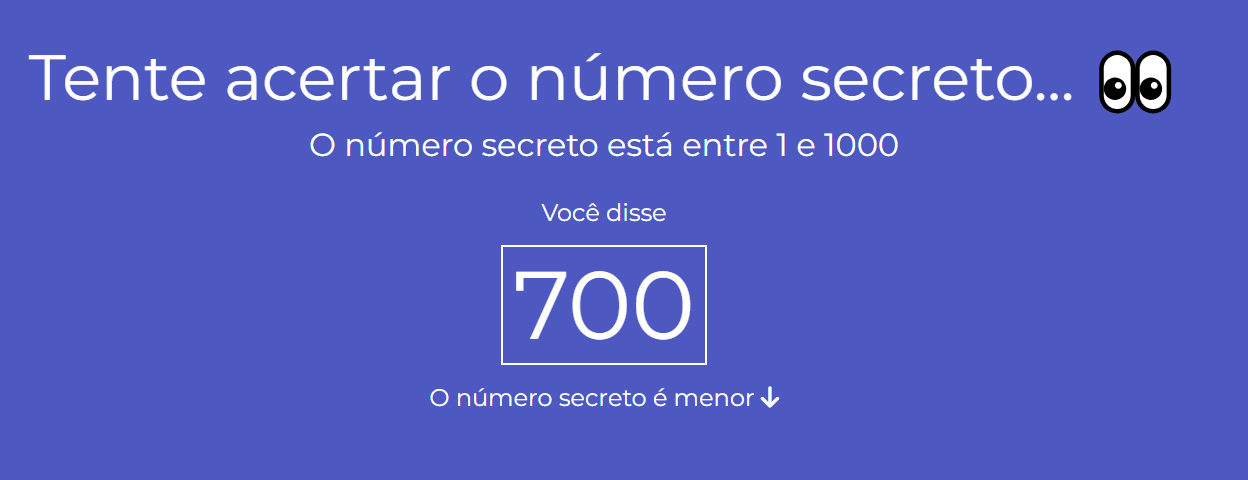 Tente acertar o número secreto... 👀
O número secreto está entre 1 e 1000
Você disse
700
O número secreto é menor ↓